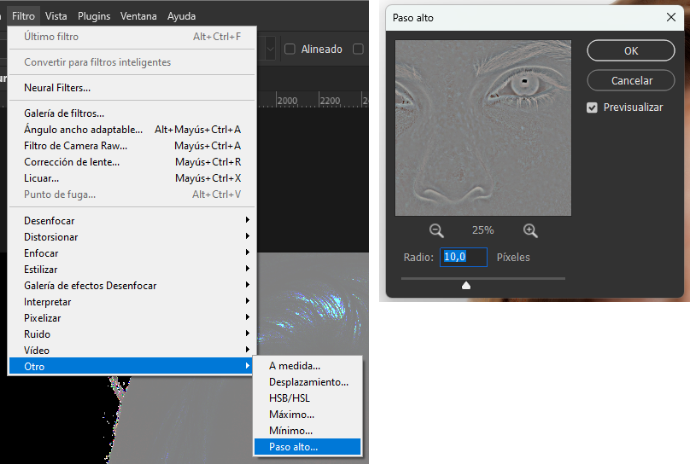 Filtro Vista Plugins Ventana Ayuda
Último filtro Alt+Ctrl+F
Convertir para filtros inteligentes
Neural Filters...
Galería de filtros...
Ángulo ancho adaptable... Alt+Mayús+Ctrl+A
Filtro de Camera Raw... Mayús+Ctrl+A
Corrección de lente... Mayús+Ctrl+R
Licuar... Mayús+Ctrl+X
Punto de fuga... Alt+Ctrl+V
Desenfocar
Distorsionar
Enfocar
Estilizar
Galería de efectos Desenfocar
Interpretar
Pixelizar
Ruido
Vídeo
Otro
A medida...
Desplazamiento...
HSB/HSL
Máximo...
Mínimo...
Paso alto...
Alineado
2000 2200
Paso alto
OK
Cancelar
Previsualizar
25%
Radio: 10,0 Píxeles